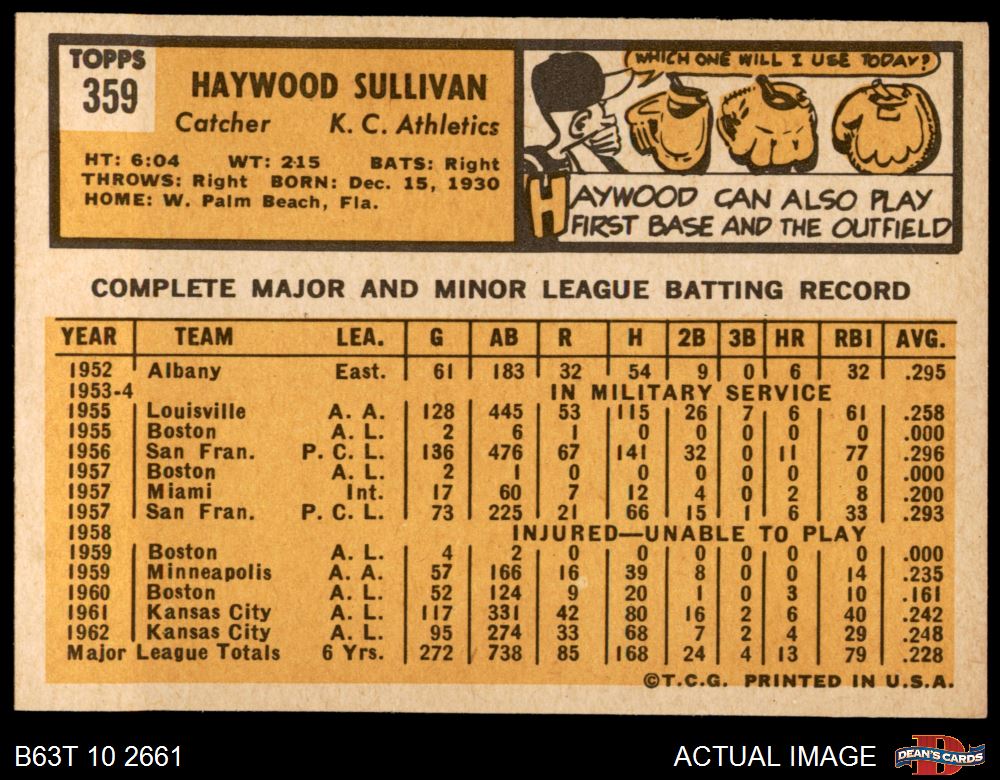 TOPPS
359
HAYWOOD SULLIVAN
Catcher K. C. Athletics
HT: 6:04 WT: 215 BATS: Right
THROWS: Right BORN: Dec. 15, 1930
HOME: W. Palm Beach, Fla.
WHICH ONE WILL I USE TODAY?
HAYWOOD CAN ALSO PLAY
FIRST BASE AND THE OUTFIELD
COMPLETE MAJOR AND MINOR LEAGUE BATTING RECORD
YEAR TEAM LEA. G AB R H 2B 3B HR RBI AVG.
1952 Albany East. 61 183 32 54 9 0 6 32 .295
1953-4 IN MILITARY SERVICE
1955 Louisville A. A. 128 445 53 115 26 7 6 61 .258
1955 Boston A. L. 2 6 1 0 0 0 0 0 .000
1956 San Fran. P. C. L. 136 476 67 141 32 0 11 77 .296
1957 Boston A. L. 2 1 0 0 0 0 0 0 .000
1957 Miami Int. 17 60 7 12 4 0 2 8 .200
1957 San Fran. P. C. L. 73 225 21 66 15 1 6 33 .293
1958 INJURED—UNABLE TO PLAY
1959 Boston A. L. 4 2 0 0 0 0 0 0 .000
1959 Minneapolis A. A. 57 166 16 39 8 0 0 14 .235
1960 Boston A. L. 52 124 9 20 1 0 3 10 .161
1961 Kansas City A. L. 117 331 42 80 16 2 6 40 .242
1962 Kansas City A. L. 95 274 33 68 7 2 4 29 .248
Major League Totals 6 Yrs. 272 738 85 168 24 4 13 79 .228
©T.C.G. PRINTED IN U.S.A.
B63T 10 2661
ACTUAL IMAGE
D
DEAN'S CARDS